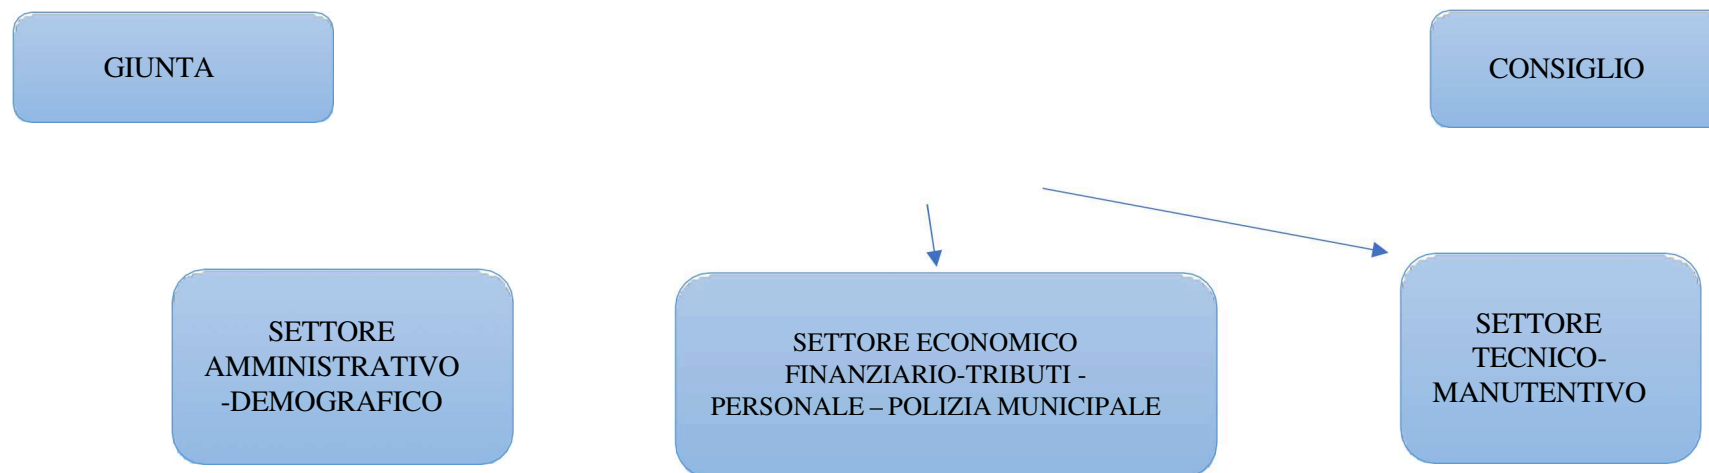 GIUNTA
CONSIGLIO
SETTORE
AMMINISTRATIVO
-DEMOGRAFICO
SETTORE ECONOMICO
FINANZIARIO-TRIBUTI -
PERSONALE – POLIZIA MUNICIPALE
SETTORE
TECNICO-
MANUTENTIVO